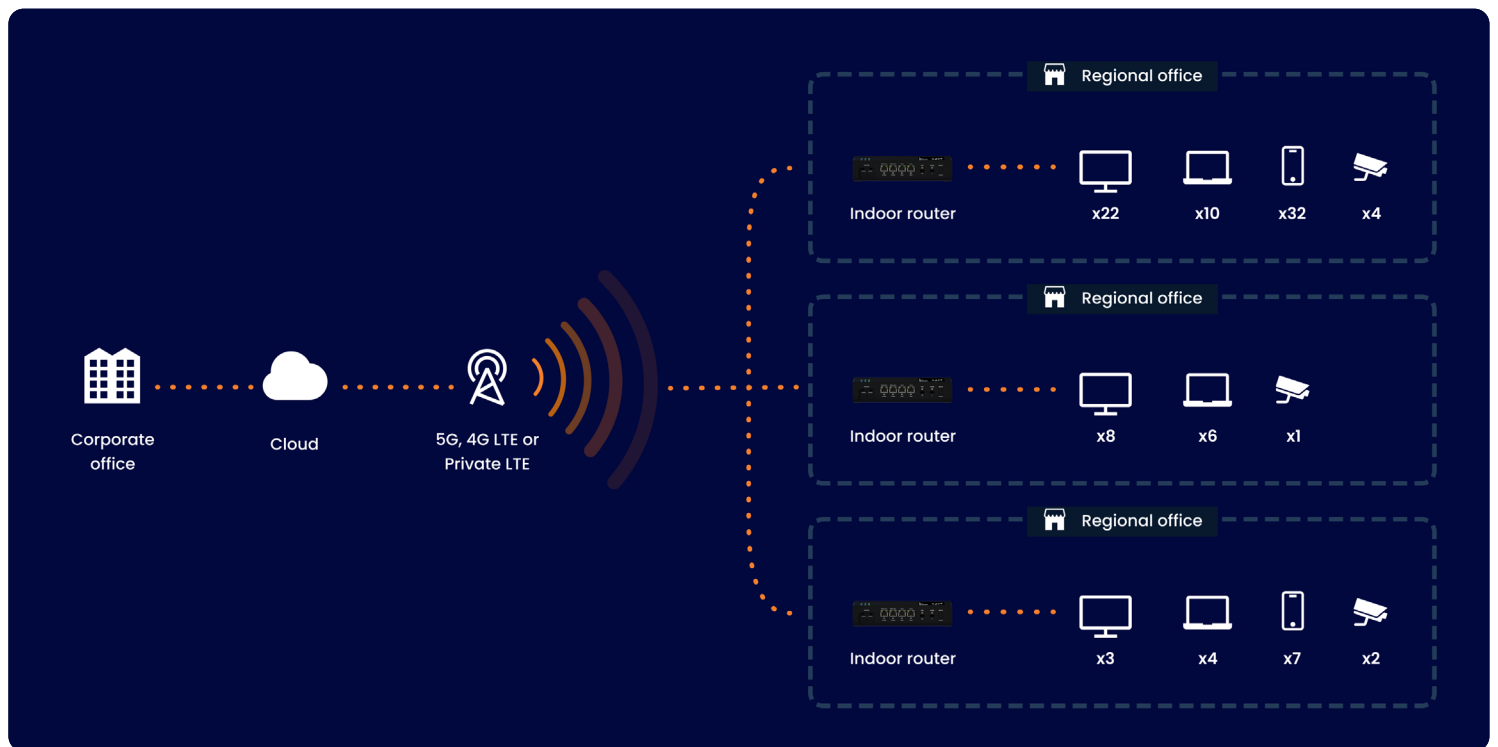 Corporate
office
Cloud
5G, 4G LTE or
Private LTE
Regional office
Indoor router
x22
x10
x32
x4
Regional office
Indoor router
x8
x6
x1
Regional office
Indoor router
x3
x4
x7
x2